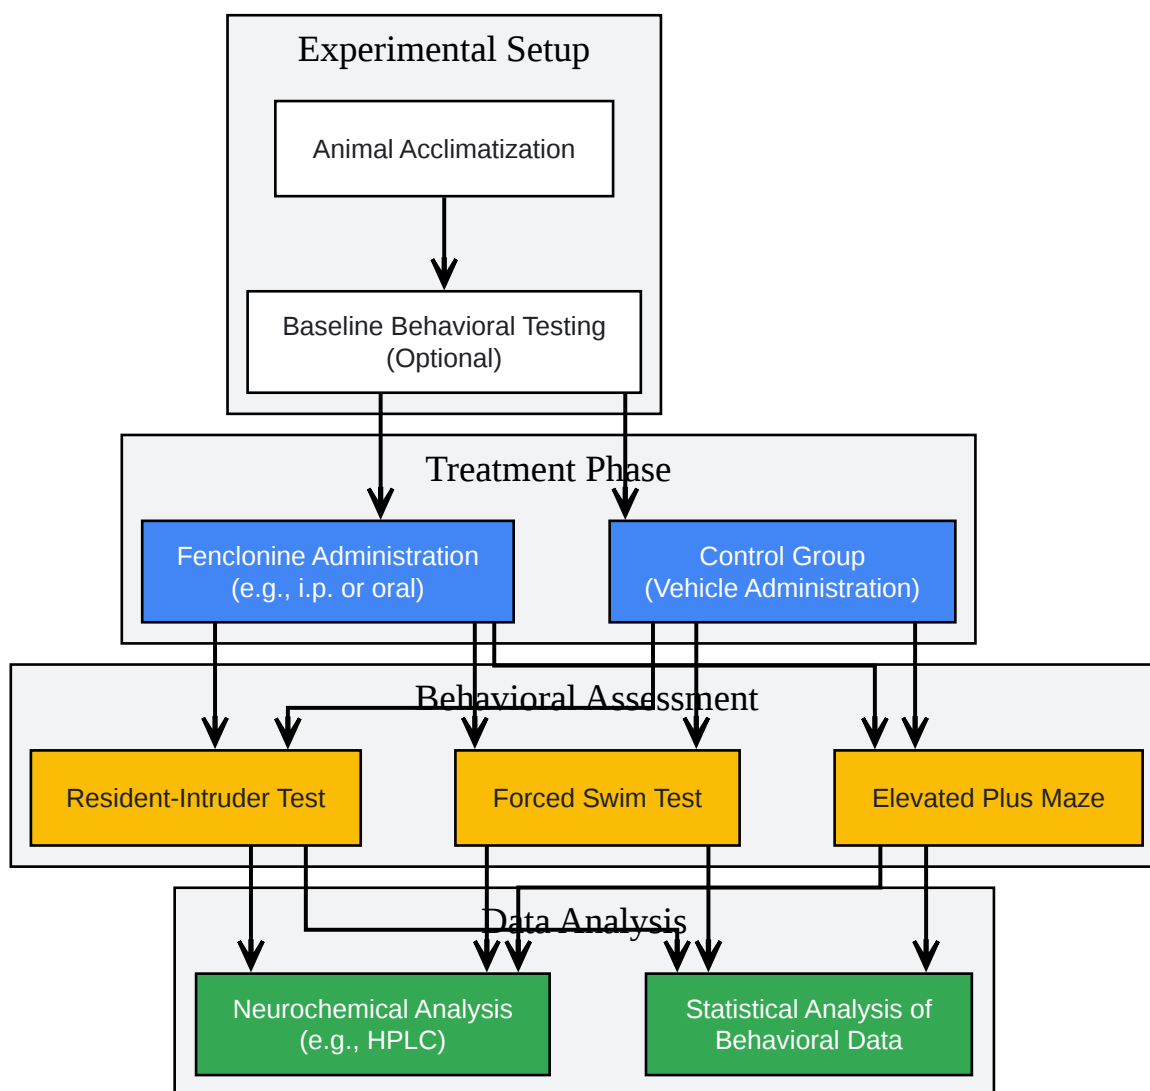 Experimental Setup
Animal Acclimatization
Baseline Behavioral Testing
(Optional)
Treatment Phase
Fenclonine Administration
(e.g., i.p. or oral)
Control Group
(Vehicle Administration)
Behavioral Assessment
Resident-Intruder Test
Forced Swim Test
Elevated Plus Maze
Data Analysis
Neurochemical Analysis
(e.g., HPLC)
Statistical Analysis of
Behavioral Data